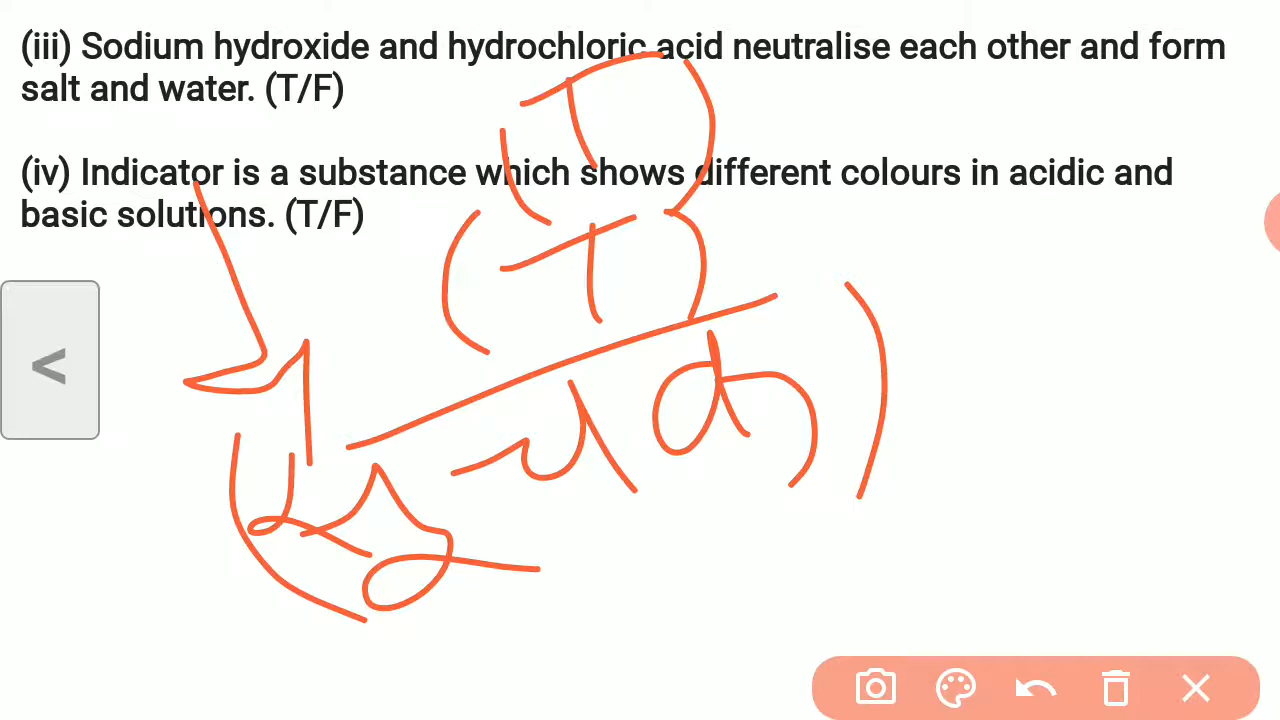 (iii) Sodium hydroxide and hydrochloric acid neutralise each other and form
salt and water. (T/F)
(T)
(iv) Indicator is a substance which shows different colours in acidic and
basic solutions. (T/F)
(T)
<